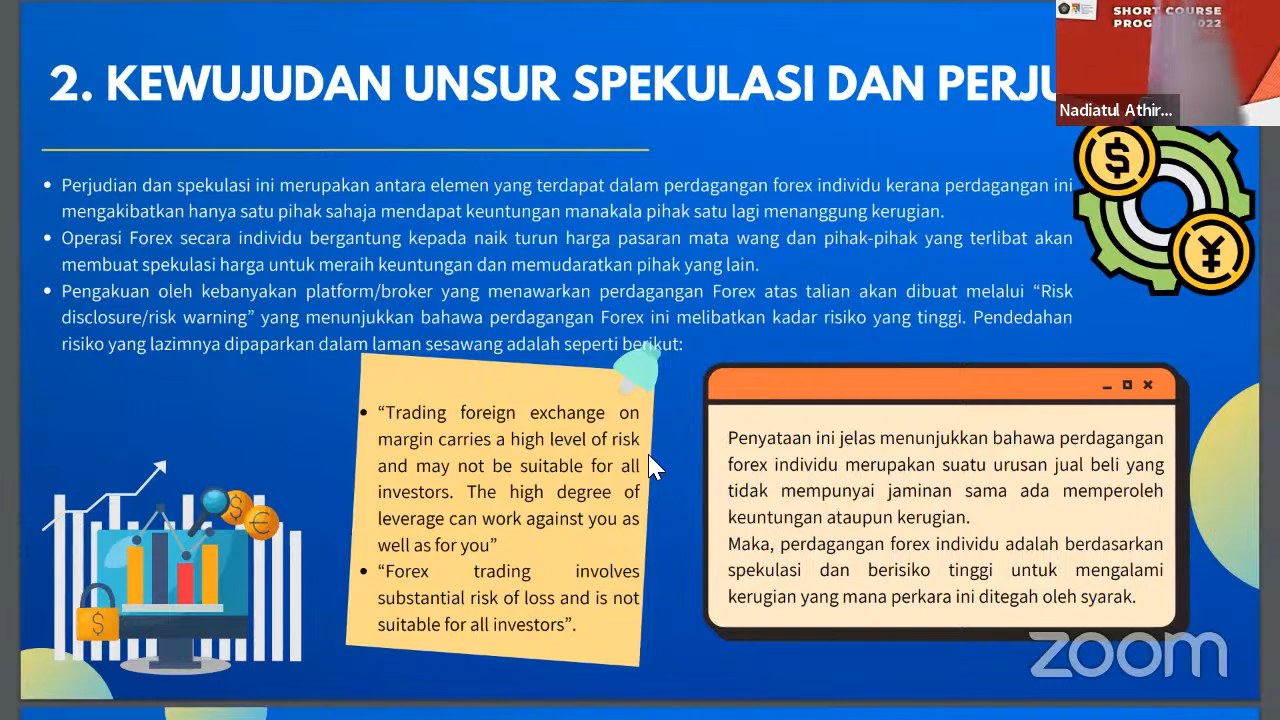 SHORT COURSE
2. KEWUJUDAN UNSUR SPEKULASI DAN
Nadiatul Athir...
• Perjudian dan spekulasi ini merupakan antara elemen yang terdapat dalam perdagangan forex individu kerana perdagangan ini
mengakibatkan hanya satu pihak sahaja mendapat keuntungan manakala pihak satu lagi menanggung kerugian.
• Operasi Forex secara individu bergantung kepada naik turun harga pasaran mata wang dan pihak-pihak yang terlibat akan
membuat spekulasi harga untuk meraih keuntungan dan memudaratkan pihak yang lain.
• Pengakuan oleh kebanyakan platform/broker yang menawarkan perdagangan Forex atas talian akan dibuat melalui “Risk
disclosure/risk warning” yang menunjukkan bahawa perdagangan Forex ini melibatkan kadar risiko yang tinggi. Pendedahan
risiko yang lazimnya dipaparkan dalam laman sesawang adalah seperti berikut:
• “Trading foreign exchange on
margin carries a high level of risk
and may not be suitable for all
investors. The high degree of
leverage can work against you as
well as for you”
• “Forex trading involves
substantial risk of loss and is not
suitable for all investors”.
Penyataan ini jelas menunjukkan bahawa perdagangan
forex individu merupakan suatu urusan jual beli yang
tidak mempunyai jaminan sama ada memperoleh
keuntungan ataupun kerugian.
Maka, perdagangan forex individu adalah berdasarkan
spekulasi dan berisiko tinggi untuk mengalami
kerugian yang mana perkara ini ditegah oleh syarak.
zoom